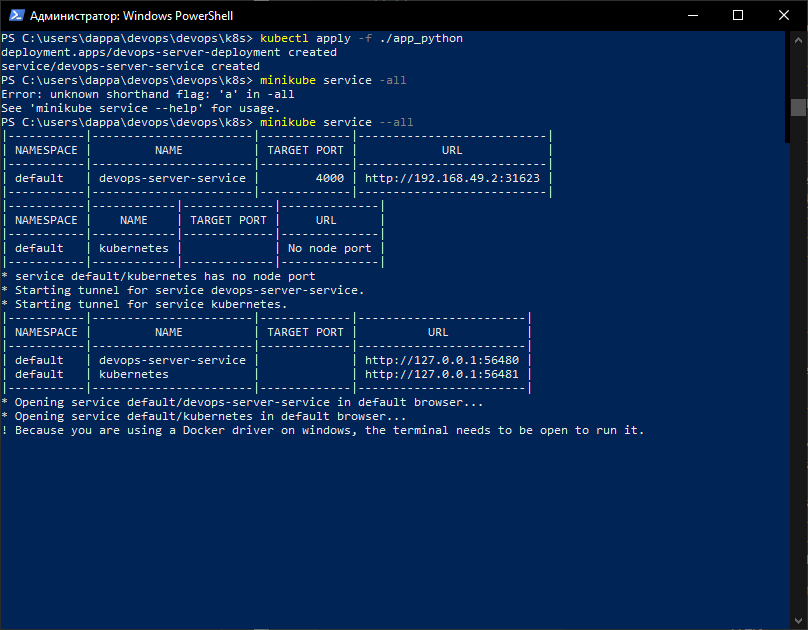 Администратор: Windows PowerShell
PS C:\users\dappa\devops\devops\k8s> kubectl apply -f ./app_python
deployment.apps/devops-server-deployment created
service/devops-server-service created
PS C:\users\dappa\devops\devops\k8s> minikube service -all
Error: unknown shorthand flag: 'a' in -all
See 'minikube service --help' for usage.
PS C:\users\dappa\devops\devops\k8s> minikube service --all
|-----------|-----------------------|-------------|---------------------------|
| NAMESPACE |         NAME          | TARGET PORT |            URL            |
|-----------|-----------------------|-------------|---------------------------|
| default   | devops-server-service |        4000 | http://192.168.49.2:31623 |
|-----------|-----------------------|-------------|---------------------------|
|-----------|------------|-------------|--------------|
| NAMESPACE |    NAME    | TARGET PORT |     URL      |
|-----------|------------|-------------|--------------|
| default   | kubernetes |             | No node port |
|-----------|------------|-------------|--------------|
* service default/kubernetes has no node port
* Starting tunnel for service devops-server-service.
* Starting tunnel for service kubernetes.
|-----------|-----------------------|-------------|------------------------|
| NAMESPACE |         NAME          | TARGET PORT |          URL           |
|-----------|-----------------------|-------------|------------------------|
| default   | devops-server-service |             | http://127.0.0.1:56480 |
| default   | kubernetes            |             | http://127.0.0.1:56481 |
|-----------|-----------------------|-------------|------------------------|
* Opening service default/devops-server-service in default browser...
* Opening service default/kubernetes in default browser...
! Because you are using a Docker driver on windows, the terminal needs to be open to run it.